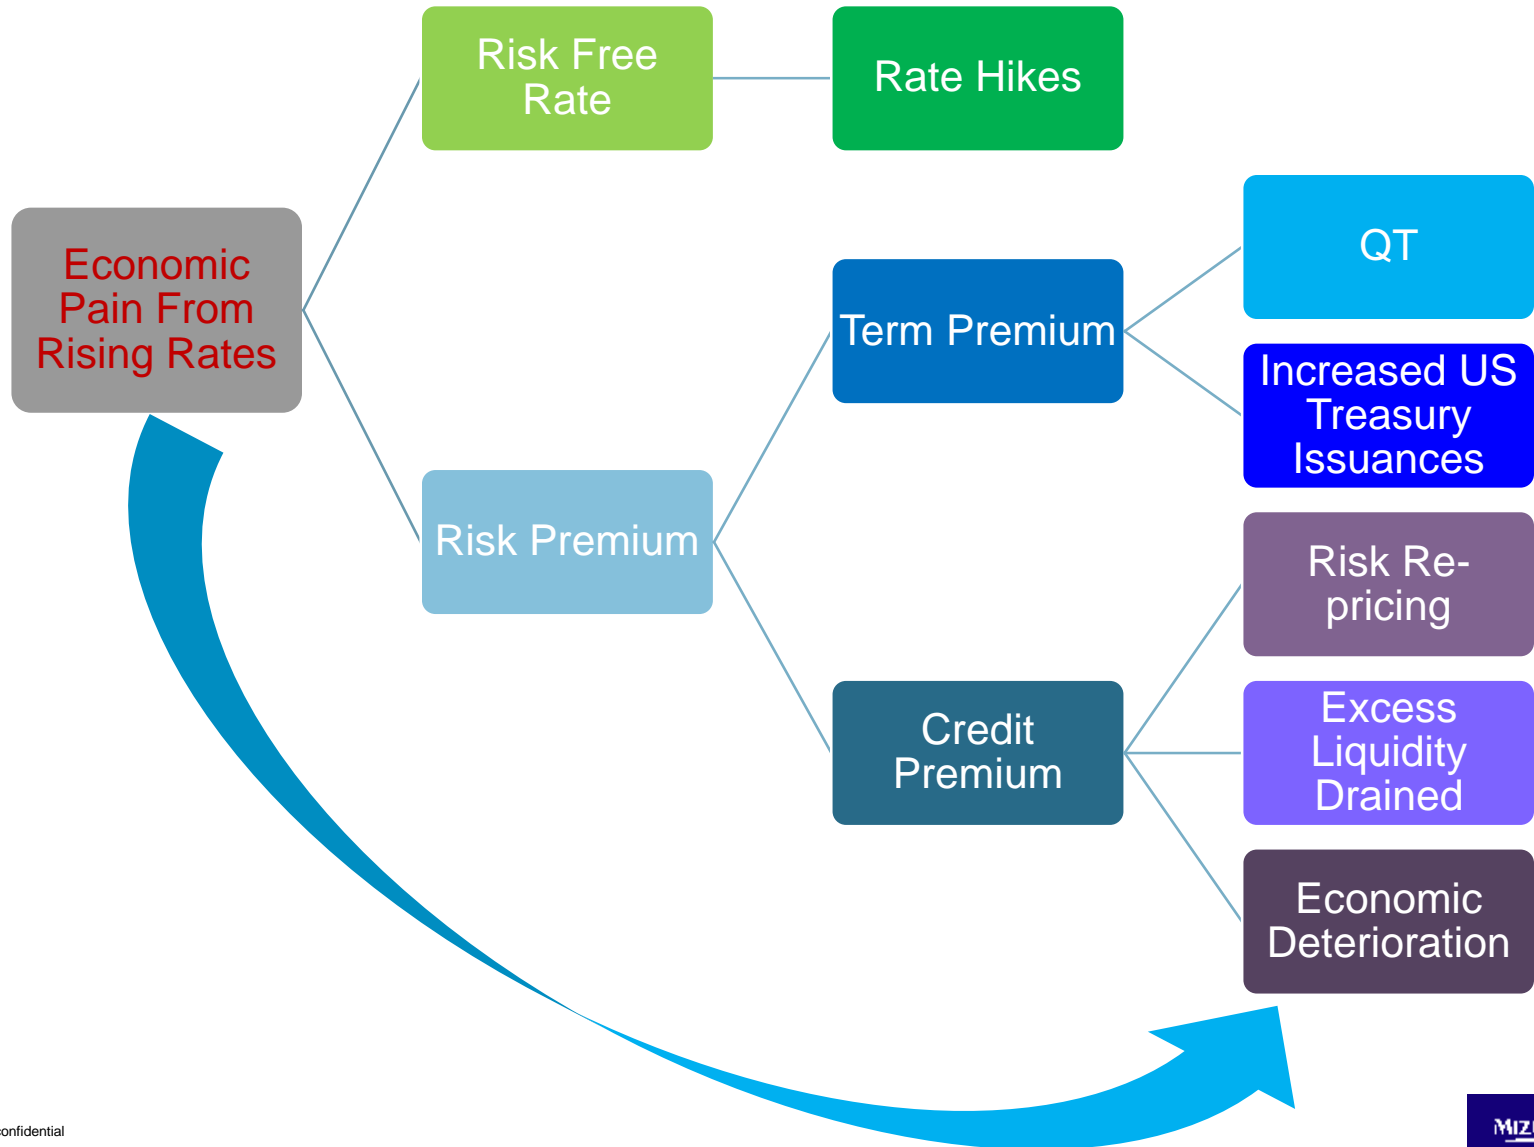 Risk Free
Rate
Rate Hikes
QT
Economic
Pain From
Rising Rates
Term Premium
Increased US
Treasury
Issuances
Risk Premium
Risk Re-
pricing
Credit
Premium
Excess
Liquidity
Drained
Economic
Deterioration
onfidential
MIZ